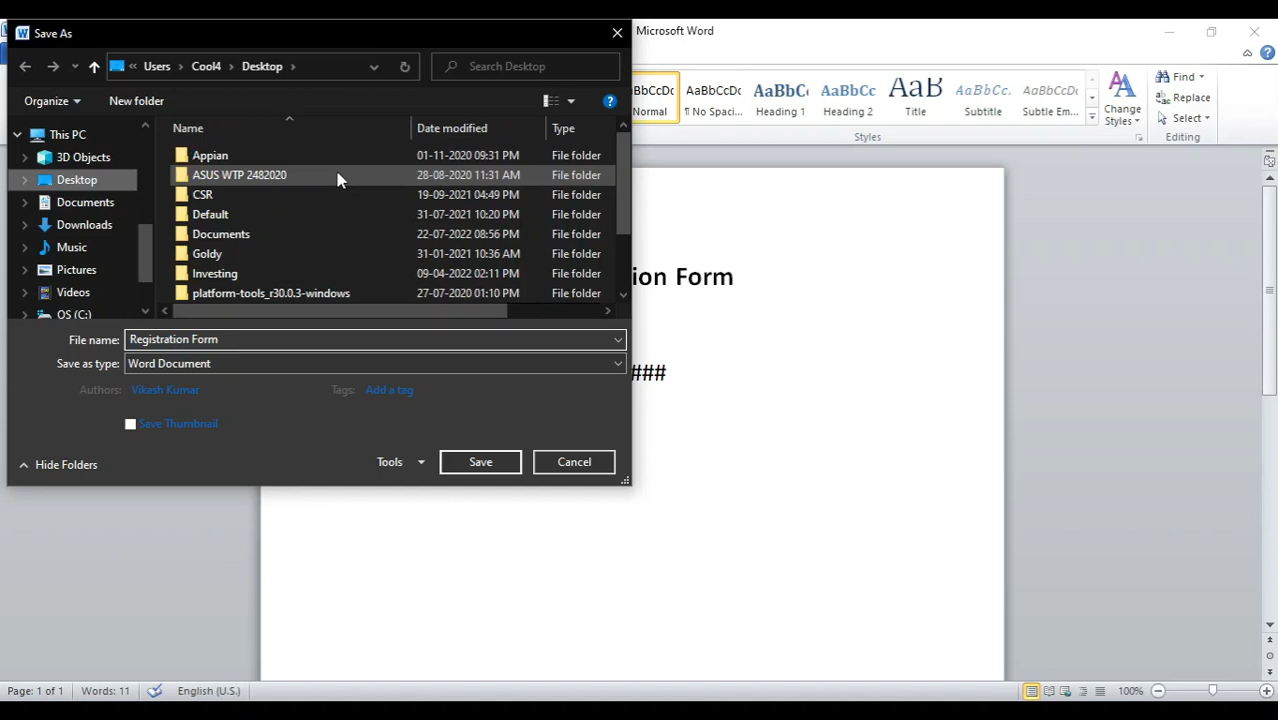 Save As
Microsoft Word
Users Cool4 Desktop
Search Desktop
Organize
New folder
Name Date modified Type
This PC
3D Objects
Desktop
Documents
Downloads
Music
Pictures
Videos
OS (C:)
Appian 01-11-2020 09:31 PM File folder
ASUS WTP 2482020 28-08-2020 11:31 AM File folder
CSR 19-09-2021 04:49 PM File folder
Default 31-07-2021 10:20 PM File folder
Documents 22-07-2022 08:56 PM File folder
Goldy 31-01-2021 10:36 AM File folder
Investing 09-04-2022 02:11 PM File folder
platform-tools_r30.0.3-windows 27-07-2020 01:10 PM File folder
File name: Registration Form
Save as type: Word Document
Authors: Vikash Kumar Tags: Add a tag
Save Thumbnail
Hide Folders
Tools Save Cancel
BbCcDc AaBbCcDc AaBbCc AaBbCc AaB AaBbCc. AaBbCcDc
Normal ¶ No Spaci... Heading 1 Heading 2 Title Subtitle Subtle Em...
Change
Styles
Styles
Find
Replace
Select
Editing
ion Form
###
Page: 1 of 1 Words: 11 English (U.S.) 100%